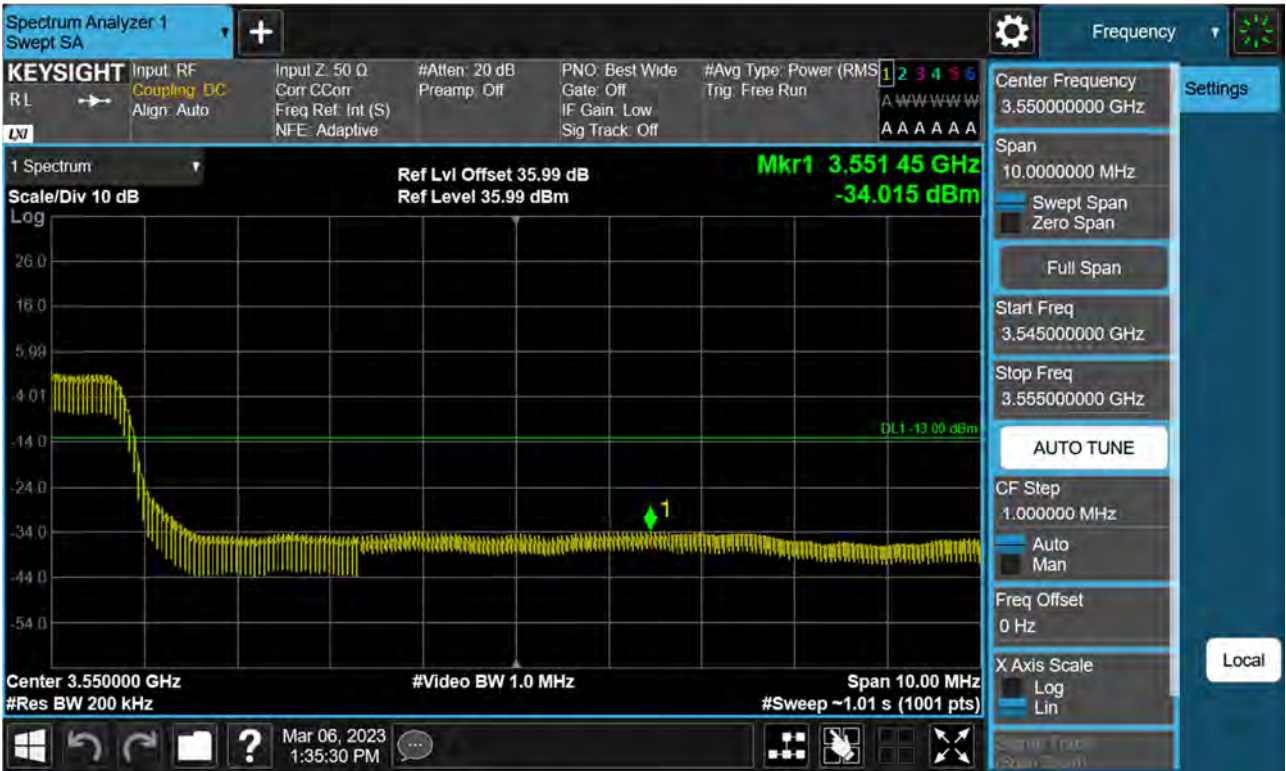 Spectrum Analyzer 1
Swept SA
+
Frequency
KEYSIGHT
RL
LXI
Input: RF
Coupling: DC
Align: Auto
Input Z: 50 Ω
Corr CCorr
Freq Ref: Int (S)
NFE: Adaptive
#Atten: 20 dB
Preamp: Off
PNO: Best Wide
Gate: Off
IF Gain: Low
Sig Track: Off
#Avg Type: Power (RMS
Trig: Free Run
1 2 3 4 5 6
A W W W W W
A A A A A A
1 Spectrum
Scale/Div 10 dB
Log
Ref Lvl Offset 35.99 dB
Ref Level 35.99 dBm
Mkr1 3.551 45 GHz
-34.015 dBm
26.0
16.0
5.99
-4.01
-14.0
-24.0
-34.0
-44.0
-54.0
DL1 -13.00 dBm
1
Center 3.550000 GHz
#Res BW 200 kHz
#Video BW 1.0 MHz
Span 10.00 MHz
#Sweep ~1.01 s (1001 pts)
Center Frequency
3.550000000 GHz
Span
10.0000000 MHz
Swept Span
Zero Span
Full Span
Start Freq
3.545000000 GHz
Stop Freq
3.555000000 GHz
AUTO TUNE
CF Step
1.000000 MHz
Auto
Man
Freq Offset
0 Hz
X Axis Scale
Log
Lin
Settings
Local
?
Mar 06, 2023
1:35:30 PM